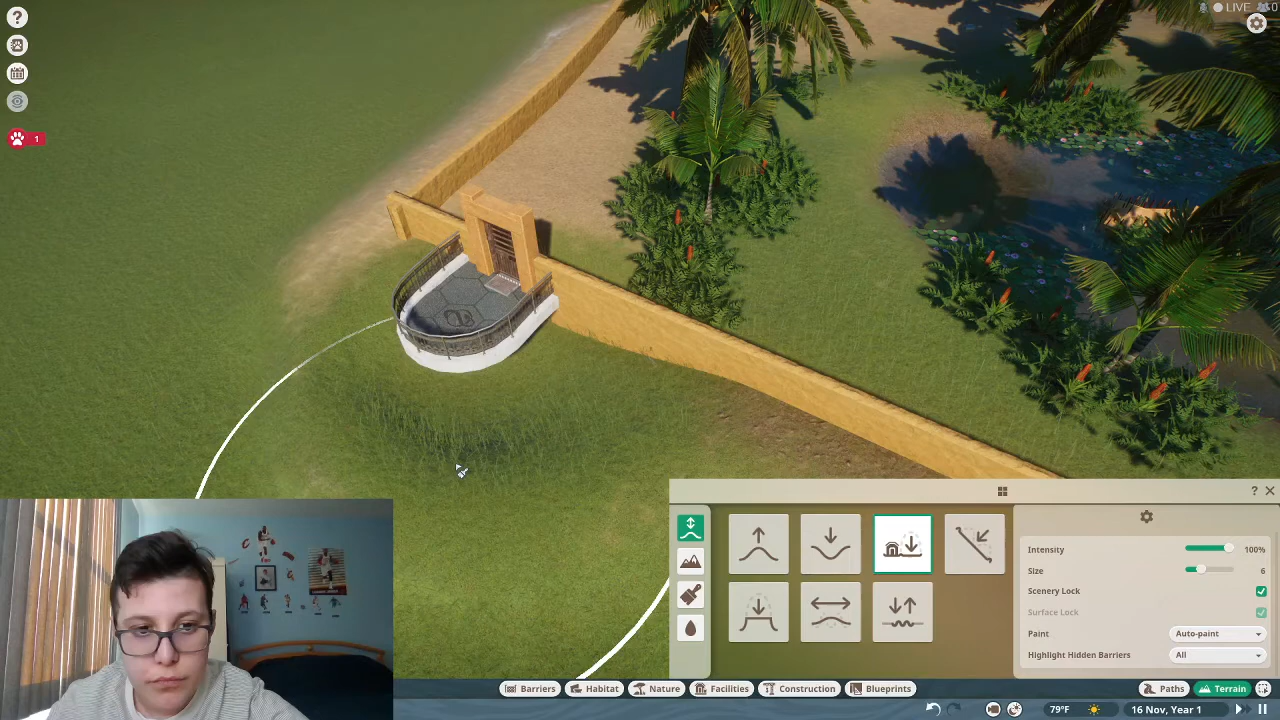 LIVE 0
?
1
? ×
Intensity 100%
Size 6
Scenery Lock
Surface Lock
Paint Auto-paint
Highlight Hidden Barriers All
Barriers Habitat Nature Facilities Construction Blueprints Paths Terrain
79°F 16 Nov, Year 1